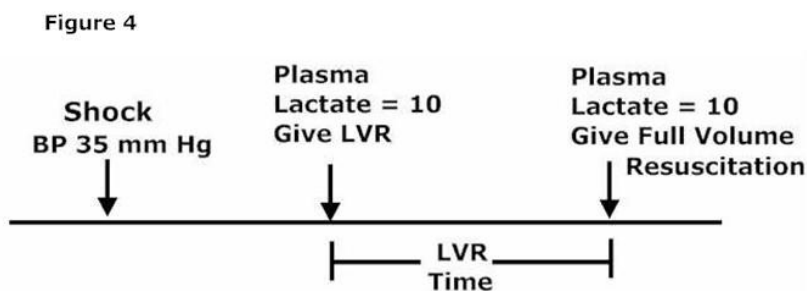 Figure 4
Shock
BP 35 mm Hg
Plasma
Lactate = 10
Give LVR
Plasma
Lactate = 10
Give Full Volume
Resuscitation
LVR
Time